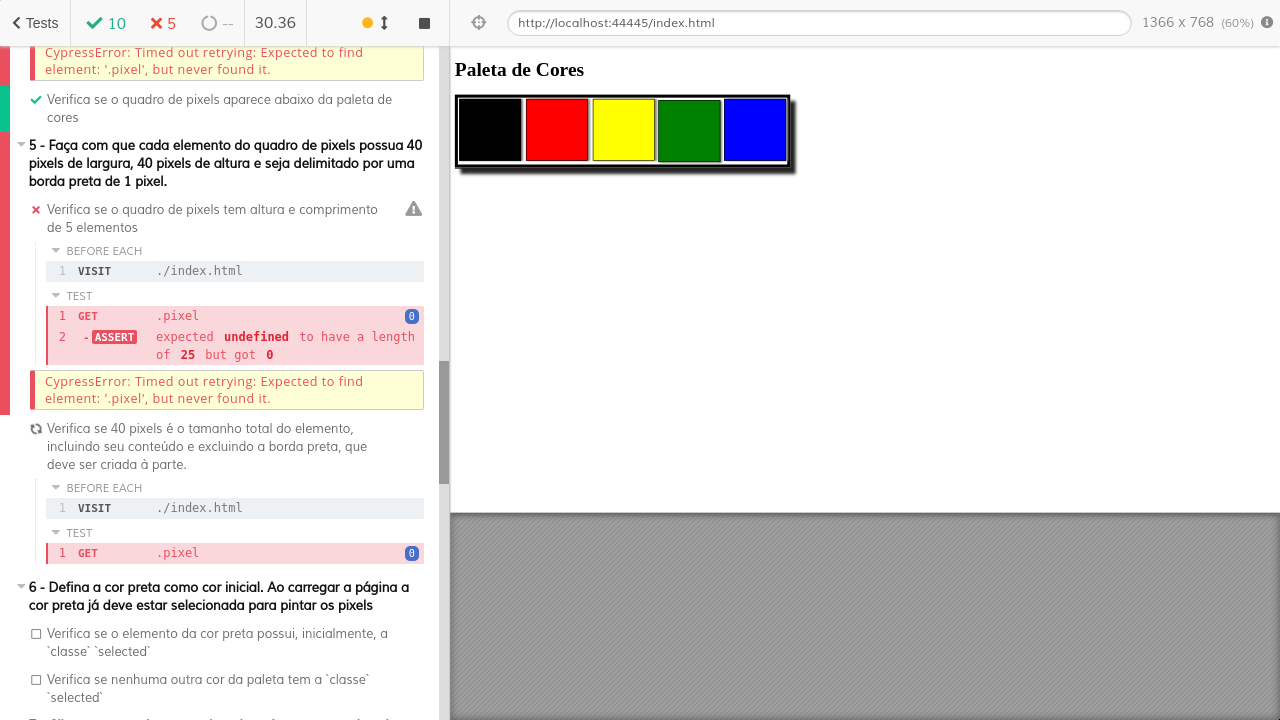 Tests
10
5
--
30.36
http://localhost:44445/index.html
1366 x 768 (60%)
CypressError: Timed out retrying: Expected to find
element: '.pixel', but never found it.
Verifica se o quadro de pixels aparece abaixo da paleta de
cores
5 - Faça com que cada elemento do quadro de pixels possua 40
pixels de largura, 40 pixels de altura e seja delimitado por uma
borda preta de 1 pixel.
Verifica se o quadro de pixels tem altura e comprimento
de 5 elementos
BEFORE EACH
1 VISIT ./index.html
TEST
1 GET .pixel 0
2 - ASSERT expected undefined to have a length
of 25 but got 0
CypressError: Timed out retrying: Expected to find
element: '.pixel', but never found it.
Verifica se 40 pixels é o tamanho total do elemento,
incluindo seu conteúdo e excluindo a borda preta, que
deve ser criada à parte.
BEFORE EACH
1 VISIT ./index.html
TEST
1 GET .pixel 0
6 - Defina a cor preta como cor inicial. Ao carregar a página a
cor preta já deve estar selecionada para pintar os pixels
Verifica se o elemento da cor preta possui, inicialmente, a
`classe` `selected`
Verifica se nenhuma outra cor da paleta tem a `classe`
`selected`
Paleta de Cores